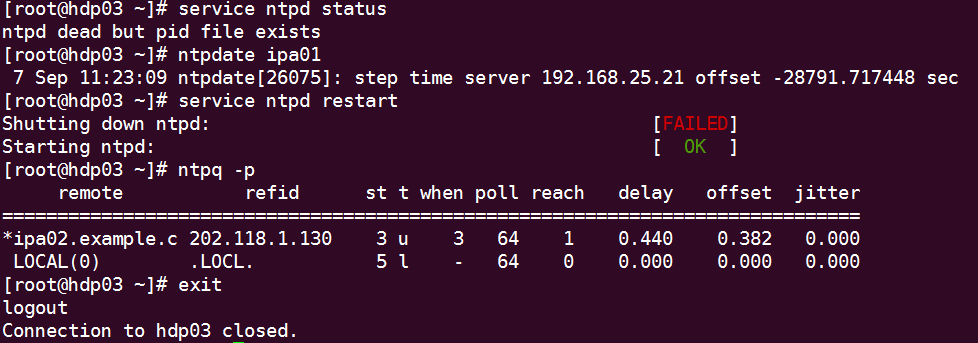 [root@hdp03 ~]# service ntpd status
ntpd dead but pid file exists
[root@hdp03 ~]# ntpdate ipa01
 7 Sep 11:23:09 ntpdate[26075]: step time server 192.168.25.21 offset -28791.717448 sec
[root@hdp03 ~]# service ntpd restart
Shutting down ntpd:                                        [FAILED]
Starting ntpd:                                             [  OK  ]
[root@hdp03 ~]# ntpq -p
     remote           refid      st t when poll reach   delay   offset  jitter
==============================================================================
*ipa02.example.c 202.118.1.130    3 u    3   64    1    0.440    0.382   0.000
 LOCAL(0)        .LOCL.           5 l    -   64    0    0.000    0.000   0.000
[root@hdp03 ~]# exit
logout
Connection to hdp03 closed.